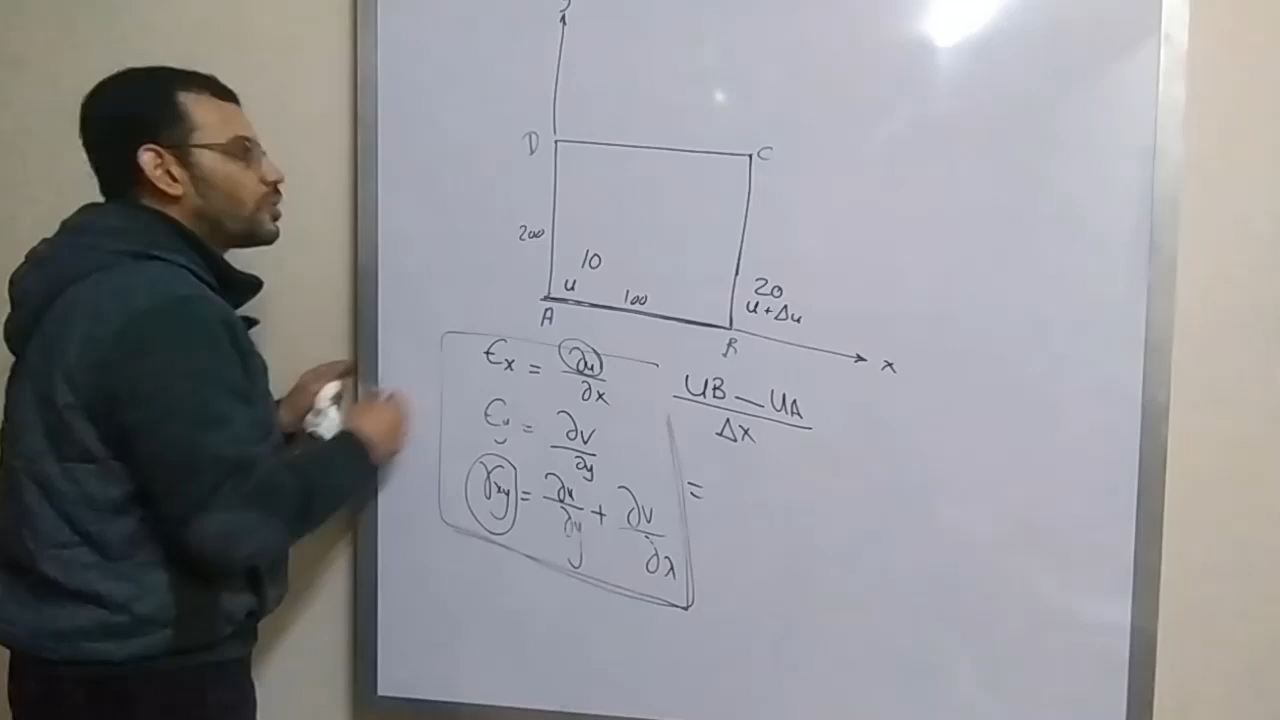 D
C
200
10
u
100
20
u+Δu
A
B
x
εx = ∂u/∂x
UB - UA / Δx
εy = ∂v/∂y
γxy = ∂u/∂y + ∂v/∂x
=